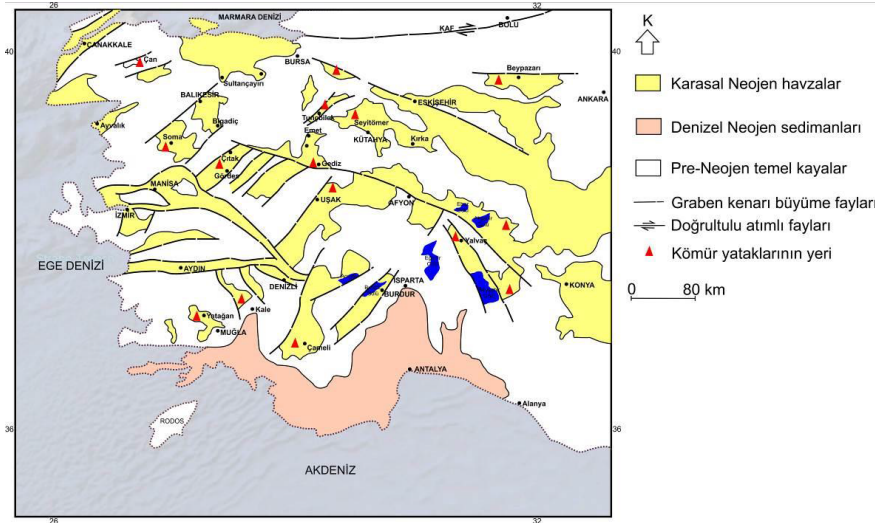 26
32
MARMARA DENİZİ
KAF
BOLU
40
40
ÇANAKKALE
BURSA
Çan
Sultançayırı
Beypazarı
ANKARA
BALIKESİR
ESKİŞEHİR
Tunçbilek
Ayvalık
Bigadiç
Seyitömer
Emet
Kırka
Soma
KÜTAHYA
Çıtak
Gediz
Gördes
MANİSA
UŞAK
AFYON
İZMİR
Yalvaç
EGE DENİZİ
AYDIN
DENİZLİ
ISPARTA
KONYA
BURDUR
Yatağan
Kale
MUĞLA
Çameli
ANTALYA
Alanya
RODOS
36
36
AKDENİZ
26
32
K
Karasal Neojen havzalar
Denizel Neojen sedimanları
Pre-Neojen temel kayalar
Graben kenarı büyüme fayları
Doğrultulu atımlı fayları
Kömür yataklarının yeri
0 80 km